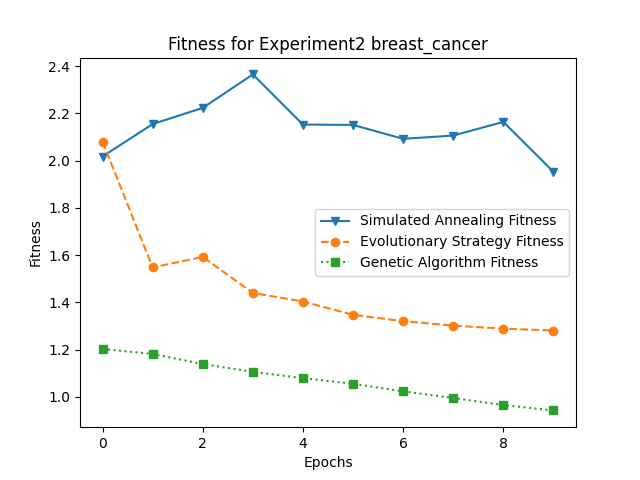 Fitness for Experiment2 breast_cancer
2.4
2.2
2.0
1.8
1.6
1.4
1.2
1.0
Fitness
Simulated Annealing Fitness
Evolutionary Strategy Fitness
Genetic Algorithm Fitness
0
2
4
6
8
Epochs